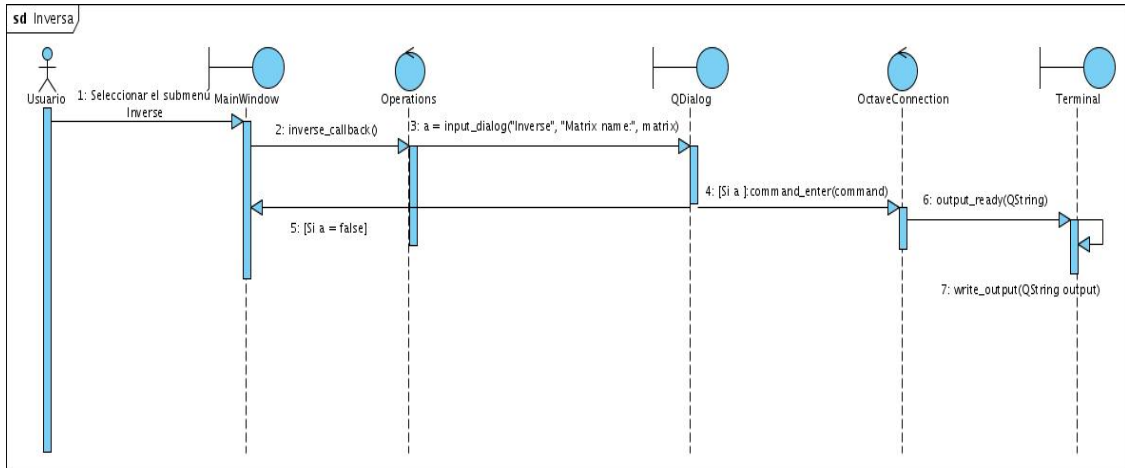 sd Inversa
Usuario
MainWindow
Operations
QDialog
OctaveConnection
Terminal
1: Seleccionar el submenú
Inverse
2: inverse_callback()
3: a = input_dialog("Inverse", "Matrix name:", matrix)
4: [Si a ]:command_enter(command)
5: [Si a = false]
6: output_ready(QString)
7: write_output(QString output)